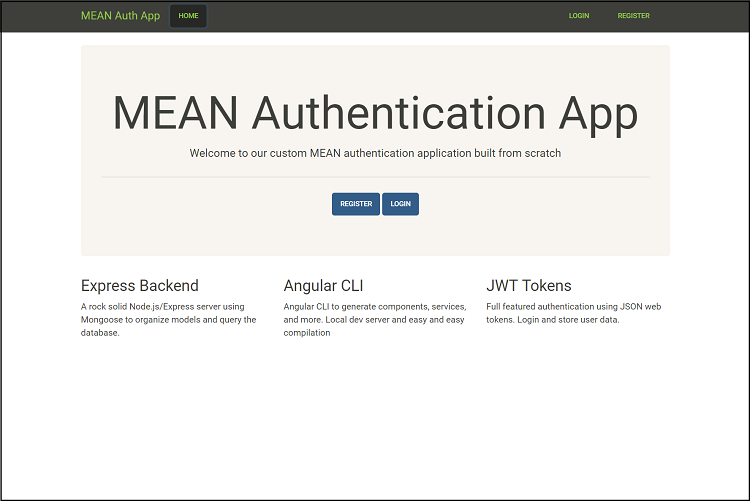 MEAN Auth App HOME LOGIN REGISTER
MEAN Authentication App
Welcome to our custom MEAN authentication application built from scratch
REGISTER LOGIN
Express Backend
A rock solid Node.js/Express server using
Mongoose to organize models and query the
database.
Angular CLI
Angular CLI to generate components, services,
and more. Local dev server and easy and easy
compilation
JWT Tokens
Full featured authentication using JSON web
tokens. Login and store user data.